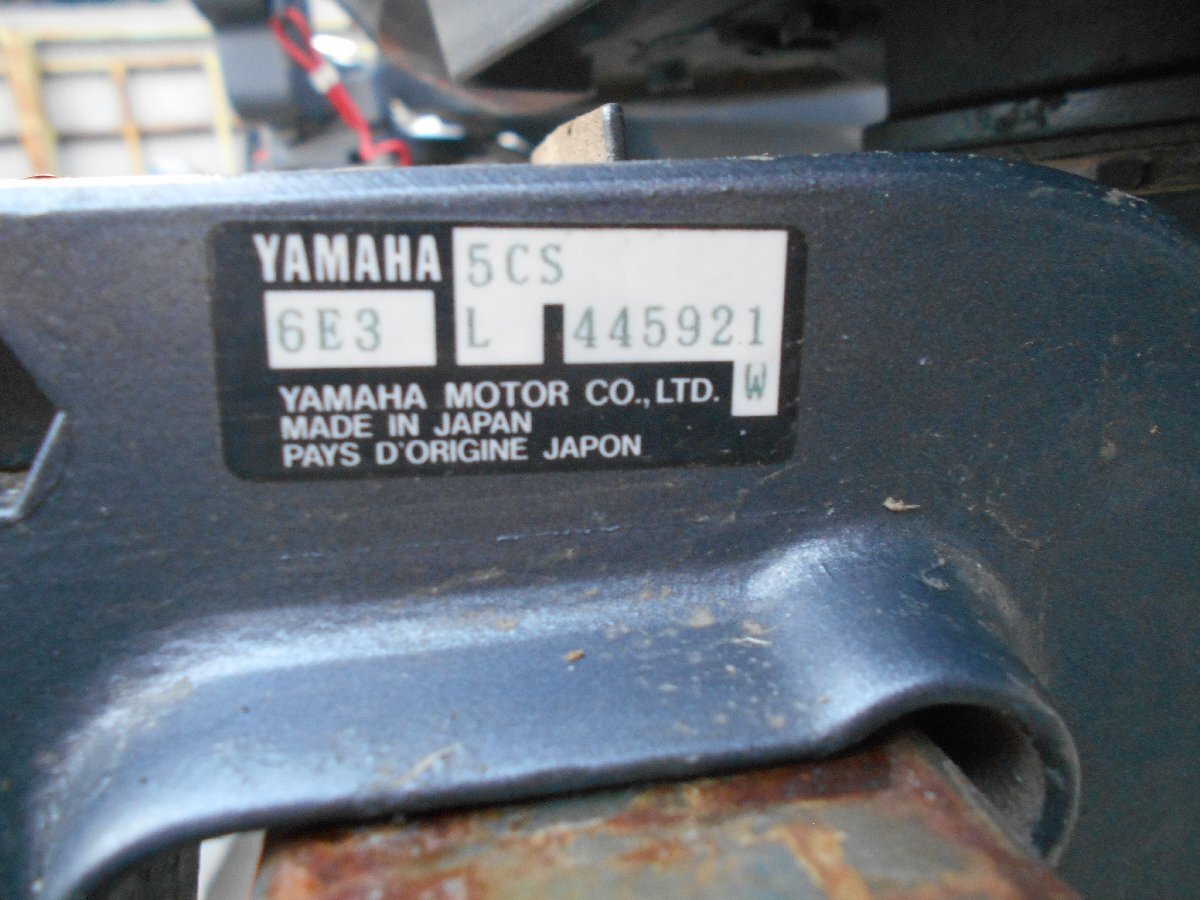 YAMAHA 5CS
6E3 L 445921
W
YAMAHA MOTOR CO., LTD.
MADE IN JAPAN
PAYS D'ORIGINE JAPON